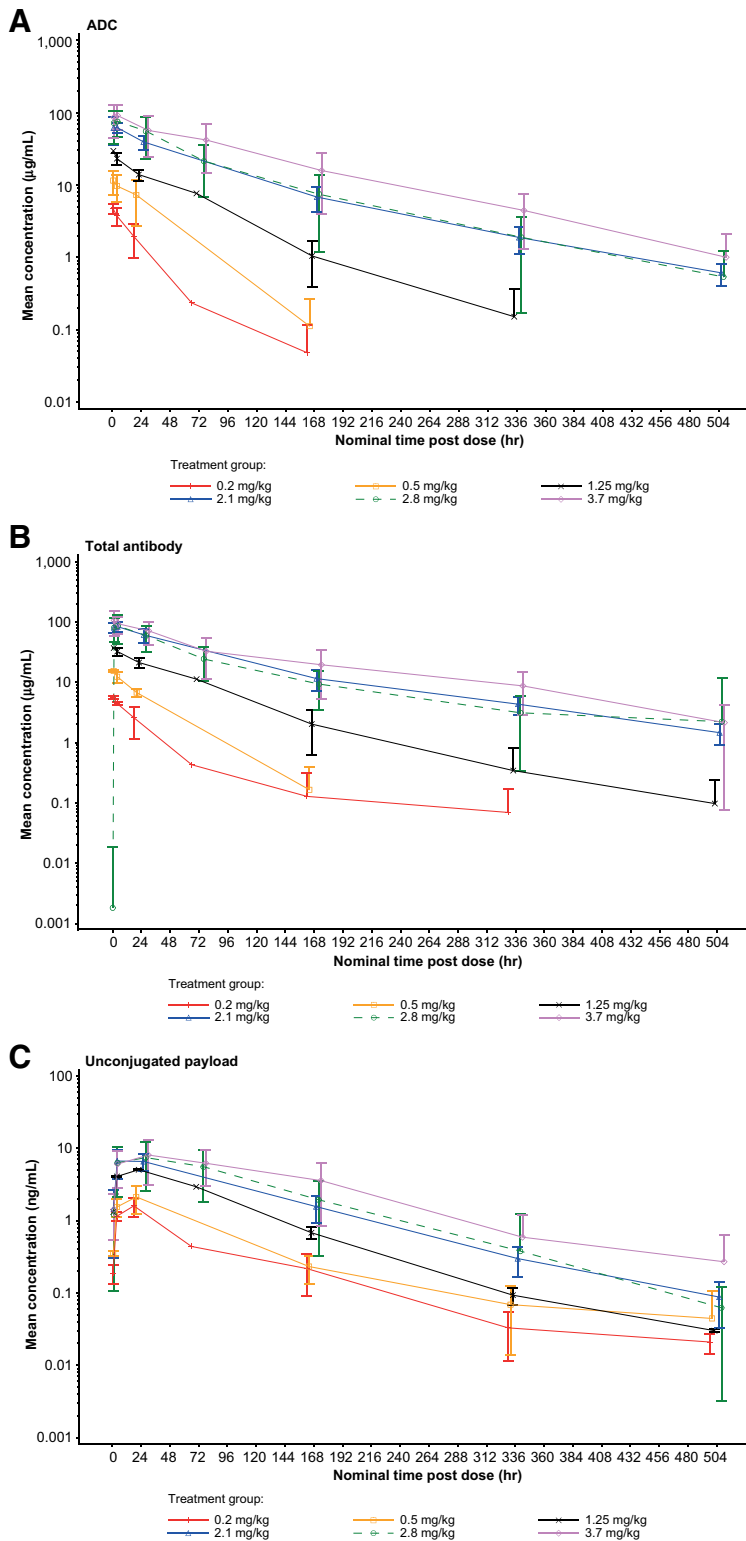 A
ADC
1,000
100
10
1
0.1
0.01
Mean concentration (µg/mL)
0 24 48 72 96 120 144 168 192 216 240 264 288 312 336 360 384 408 432 456 480 504
Nominal time post dose (hr)
Treatment group:
0.2 mg/kg 0.5 mg/kg 1.25 mg/kg
2.1 mg/kg 2.8 mg/kg 3.7 mg/kg
B
Total antibody
1,000
100
10
1
0.1
0.01
0.001
Mean concentration (µg/mL)
0 24 48 72 96 120 144 168 192 216 240 264 288 312 336 360 384 408 432 456 480 504
Nominal time post dose (hr)
Treatment group:
0.2 mg/kg 0.5 mg/kg 1.25 mg/kg
2.1 mg/kg 2.8 mg/kg 3.7 mg/kg
C
Unconjugated payload
100
10
1
0.1
0.01
0.001
Mean concentration (ng/mL)
0 24 48 72 96 120 144 168 192 216 240 264 288 312 336 360 384 408 432 456 480 504
Nominal time post dose (hr)
Treatment group:
0.2 mg/kg 0.5 mg/kg 1.25 mg/kg
2.1 mg/kg 2.8 mg/kg 3.7 mg/kg